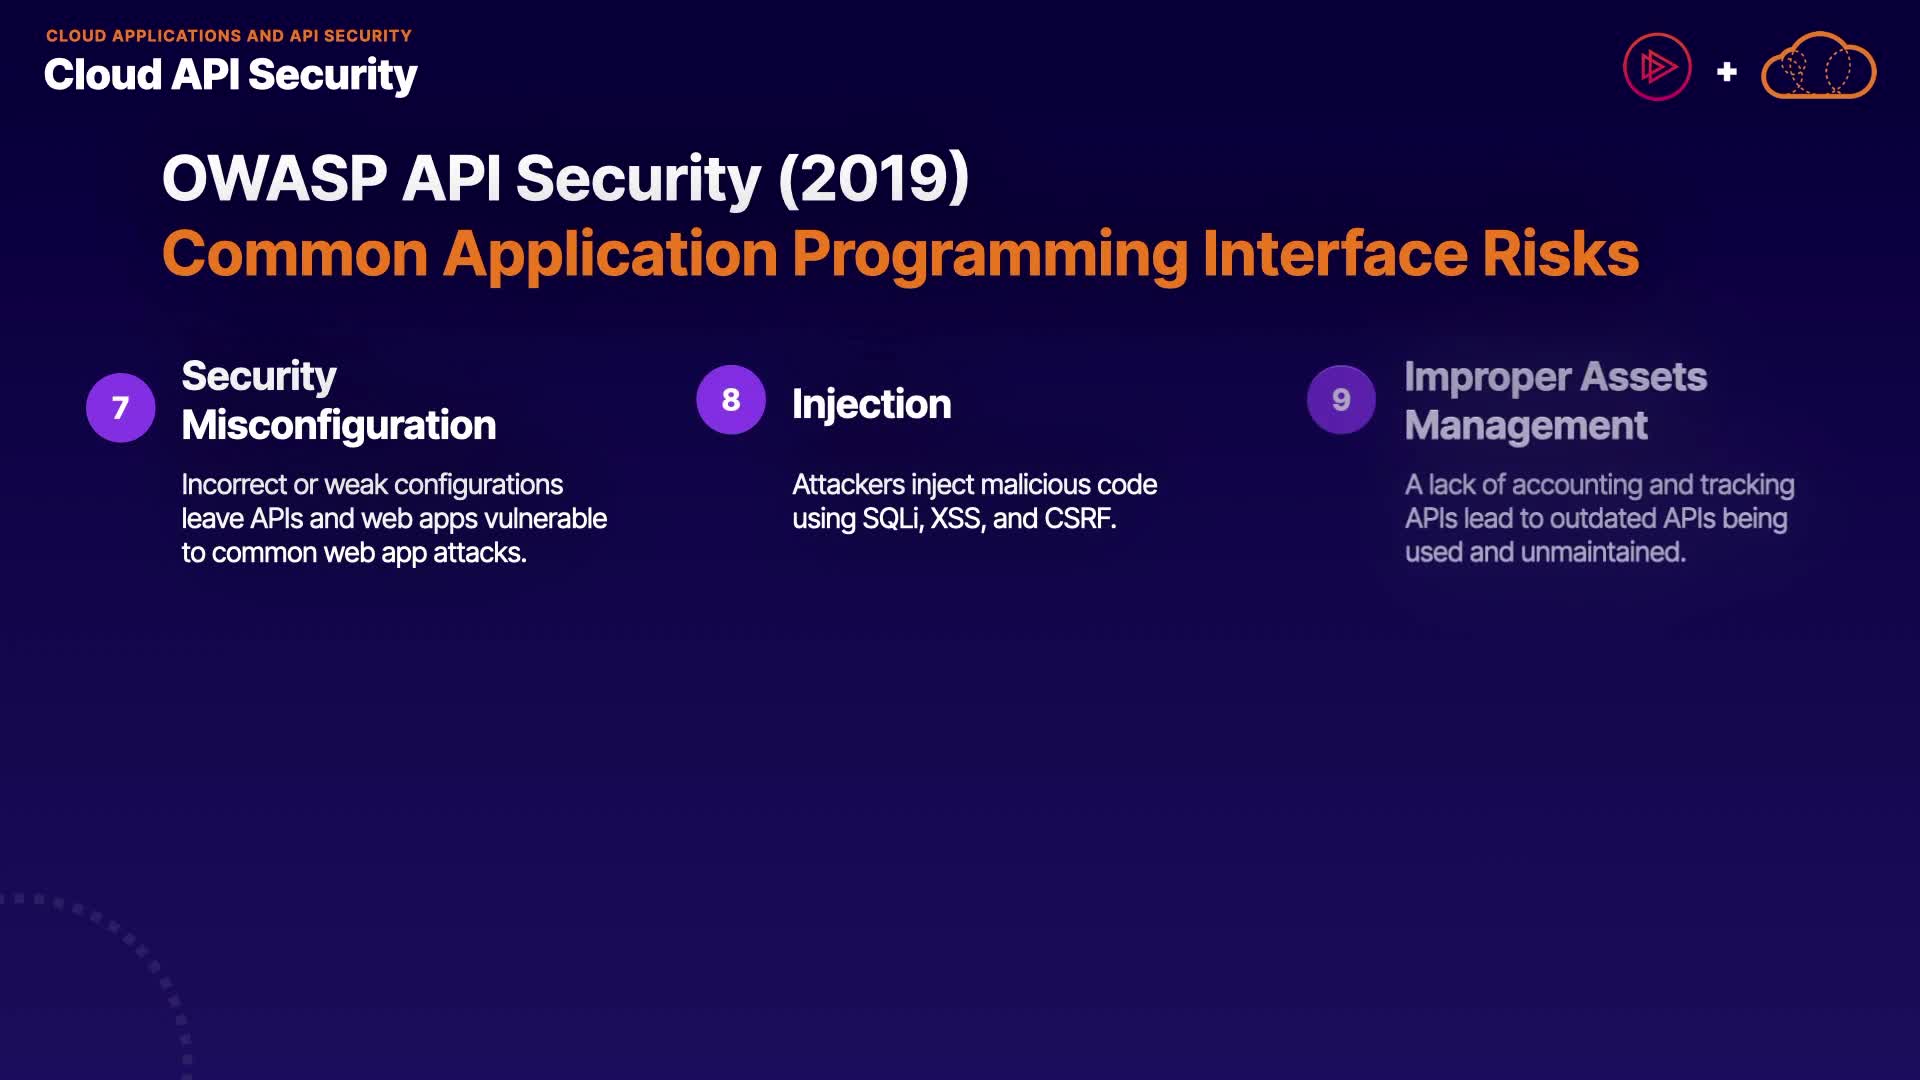 CLOUD APPLICATIONS AND API SECURITY
Cloud API Security
OWASP API Security (2019)
Common Application Programming Interface Risks
7
Security
Misconfiguration
Incorrect or weak configurations
leave APIs and web apps vulnerable
to common web app attacks.
8
Injection
Attackers inject malicious code
using SQLi, XSS, and CSRF.
9
Improper Assets
Management
A lack of accounting and tracking
APIs lead to outdated APIs being
used and unmaintained.